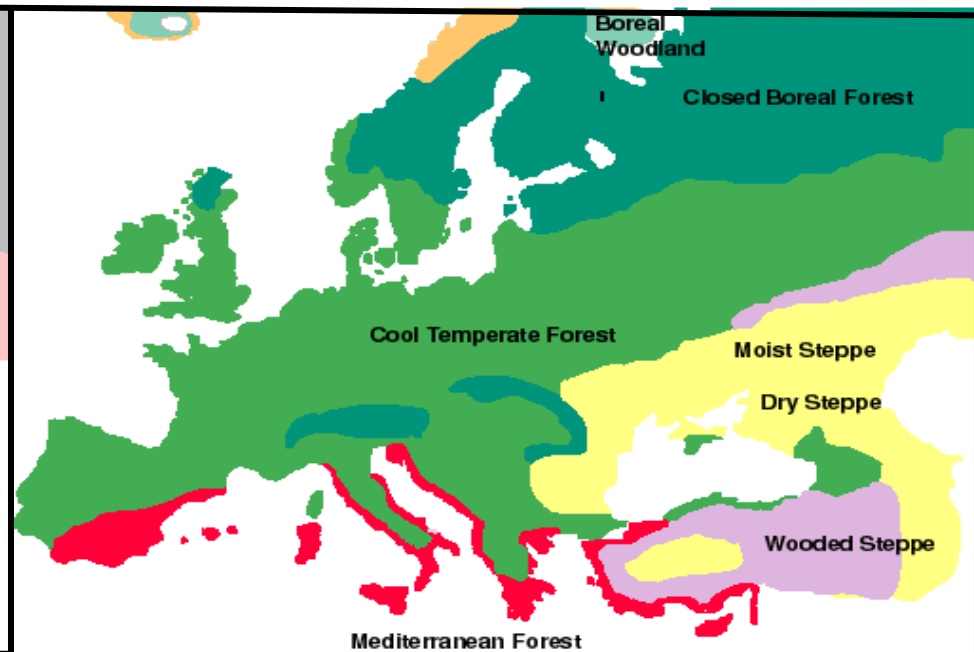 Boreal
Woodland
Closed Boreal Forest
Cool Temperate Forest
Moist Steppe
Dry Steppe
Wooded Steppe
Mediterranean Forest